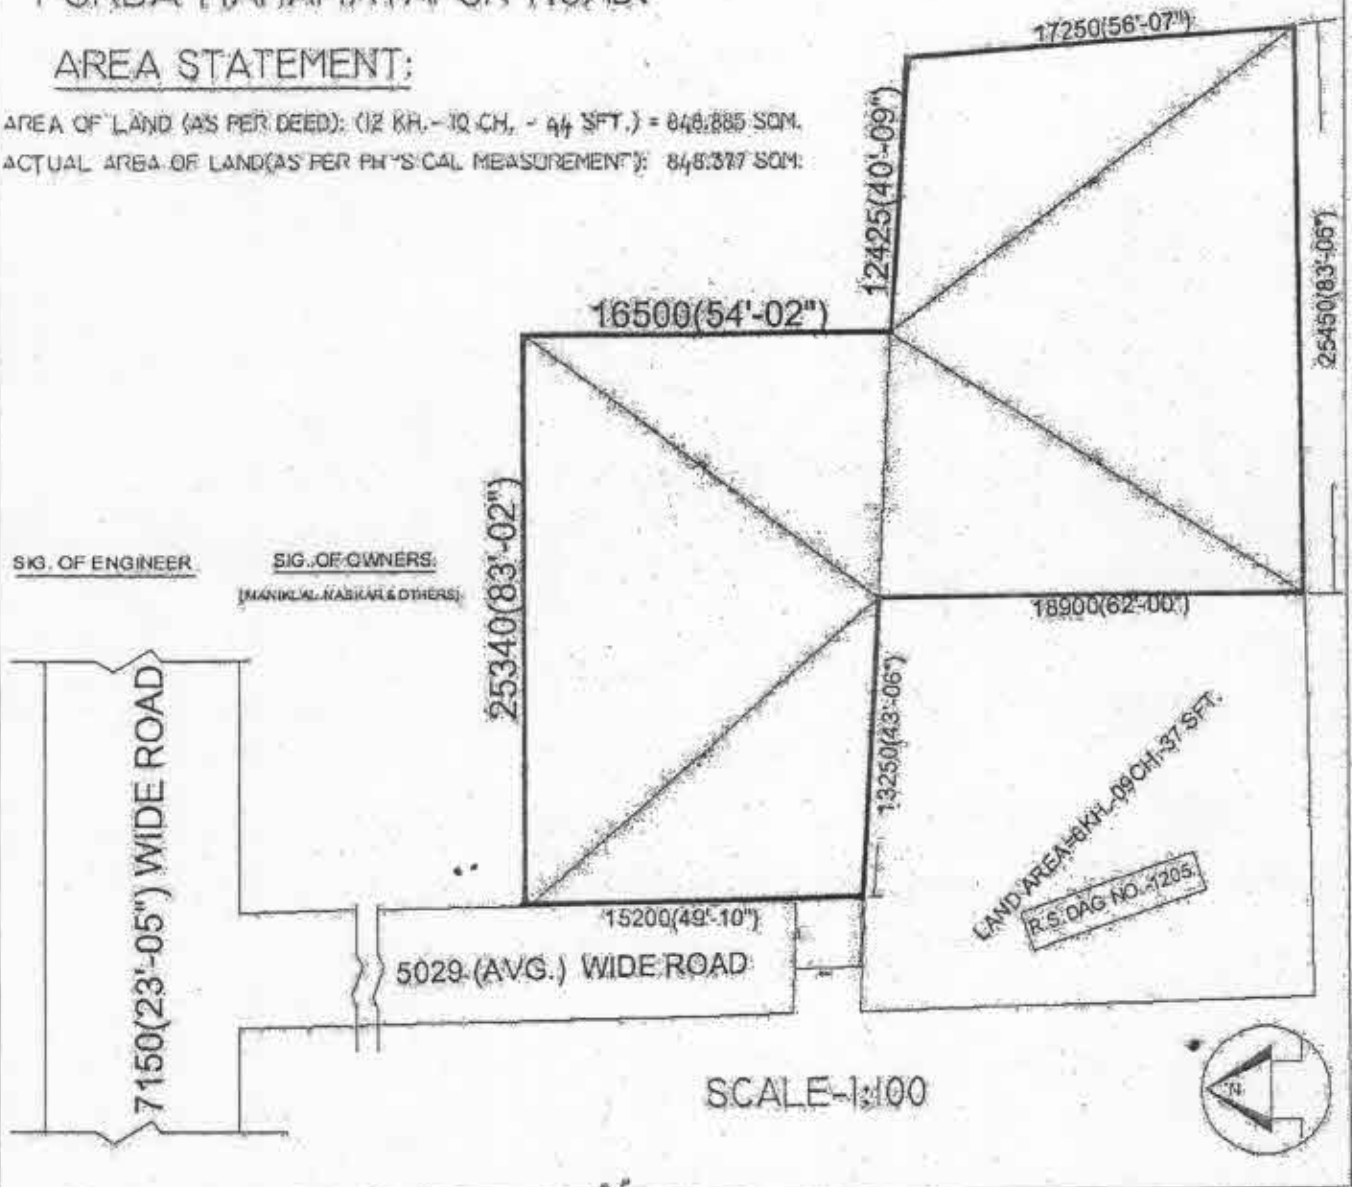 AREA STATEMENT:
AREA OF LAND (AS PER DEED): (12 KH.- 10 CH. - 44 SFT.) = 848.885 SQM.
ACTUAL AREA OF LAND(AS PER PHYSICAL MEASUREMENT): 848.377 SQM.
17250(56'-07")
12425(40'-09")
25450(83'-06")
16500(54'-02")
25340(83'-02")
18900(62'-00")
13250(43'-06")
15200(49'-10")
SIG. OF ENGINEER
SIG. OF OWNERS.
[MANIKLAL NASKAR & OTHERS]
7150(23'-05") WIDE ROAD
5029 (AVG.) WIDE ROAD
LAND AREA=6KH.-09CH.-37 SFT.
R.S. DAG NO.-1205.
SCALE-1:100
N.